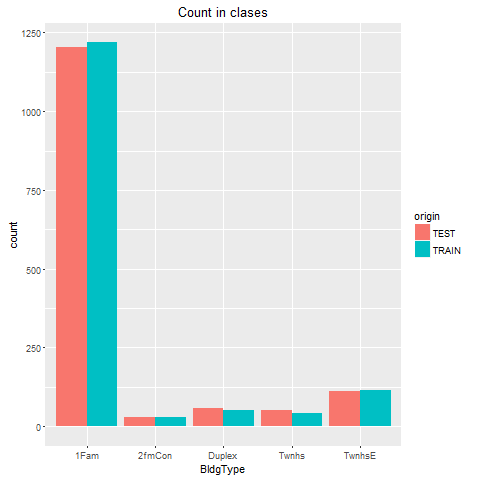 Count in clases
1250
1000
750
500
250
0
count
1Fam 2fmCon Duplex Twnhs TwnhsE
BldgType
origin
TEST
TRAIN